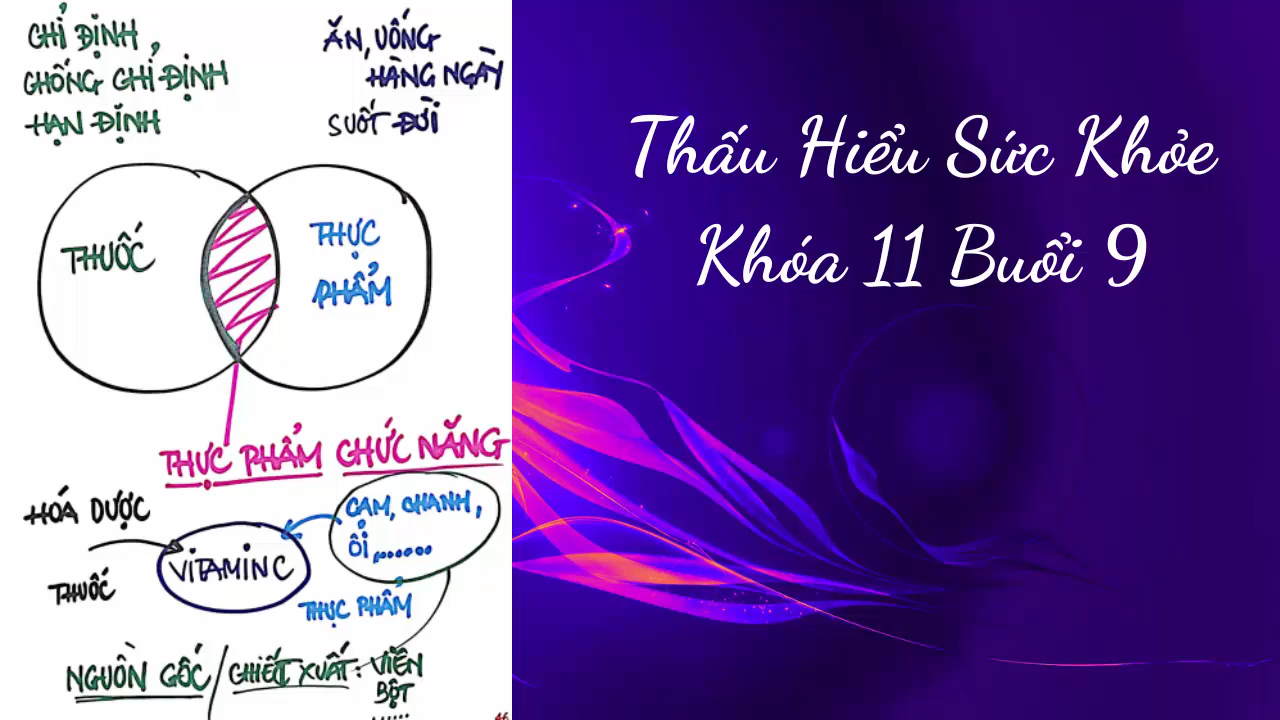 CHỈ ĐỊNH
CHỐNG CHỈ ĐỊNH
HẠN ĐỊNH
ĂN, UỐNG
HÀNG NGÀY
SUỐT ĐỜI
THUỐC
THỰC
PHẨM
THỰC PHẨM CHỨC NĂNG
HÓA DƯỢC
THUỐC
VITAMIN C
CAM, CHANH,
ỔI,......
THỰC PHẨM
NGUỒN GỐC / CHIẾT XUẤT: VIÊN
BỘT
.....
Thấu Hiểu Sức Khỏe
Khóa 11 Buổi 9